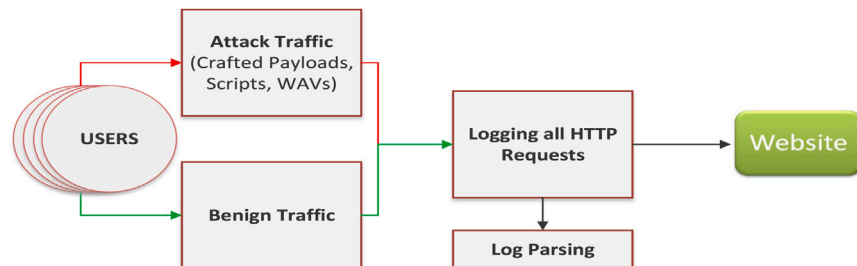 Attack Traffic
(Crafted Payloads,
Scripts, WAVs)
USERS
Benign Traffic
Logging all HTTP
Requests
Website
Log Parsing